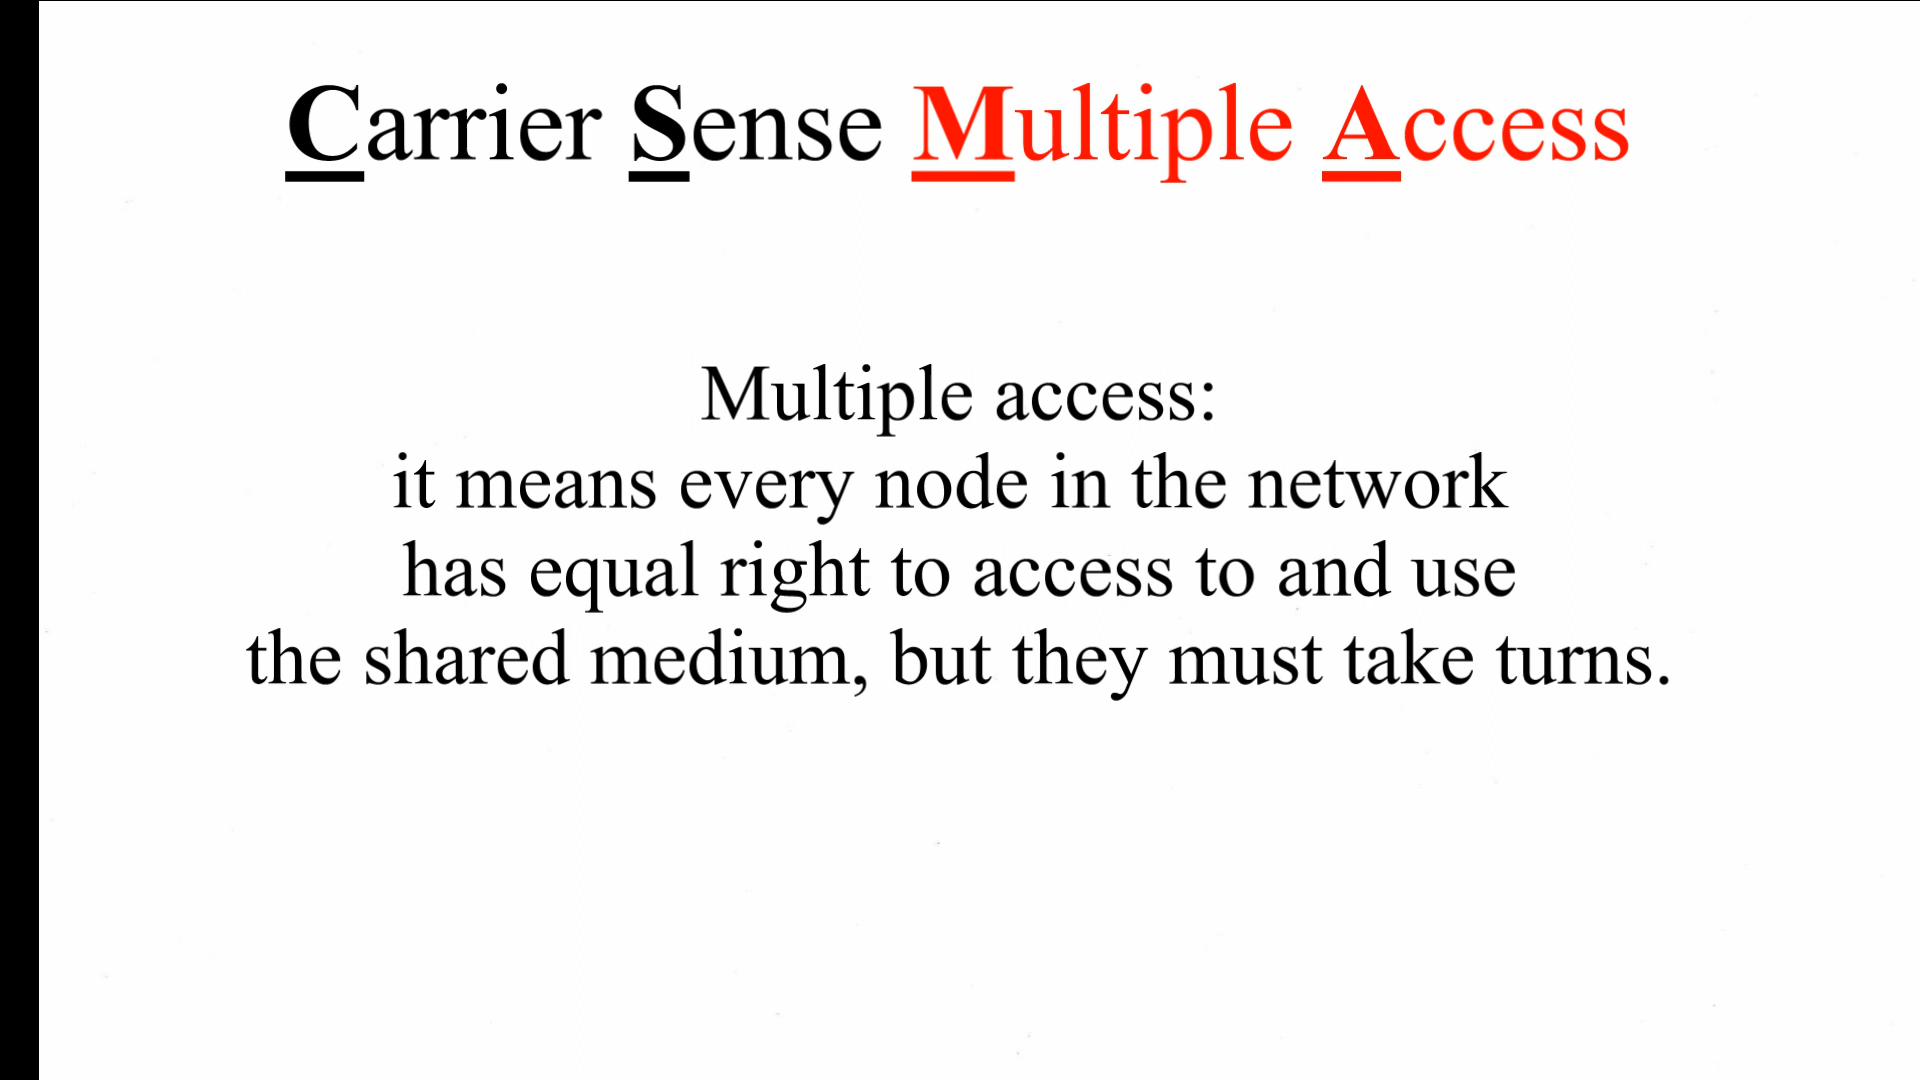 Carrier Sense Multiple Access
Multiple access:
it means every node in the network
has equal right to access to and use
the shared medium, but they must take turns.